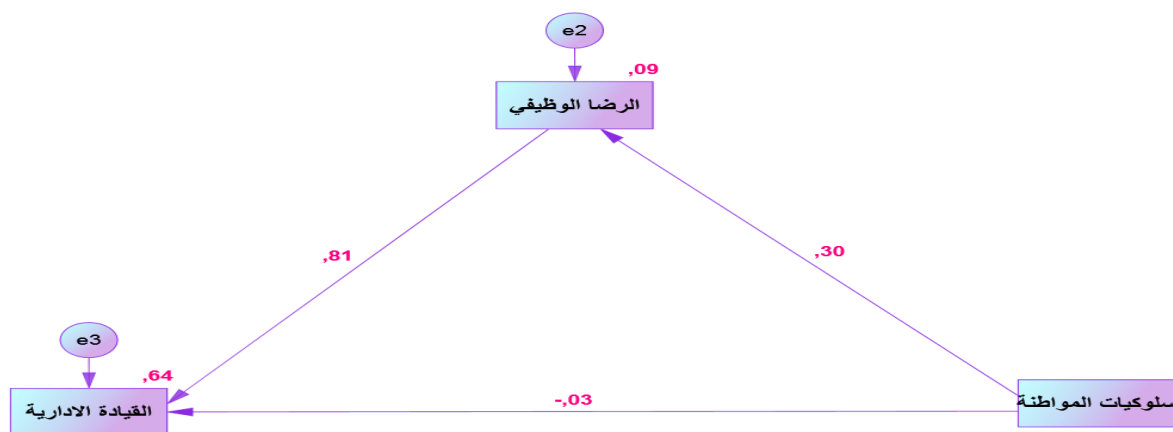 e2
,09
الرضا الوظيفي
,81
,30
e3
,64
القيادة الادارية
-,03
سلوكيات المواطنة